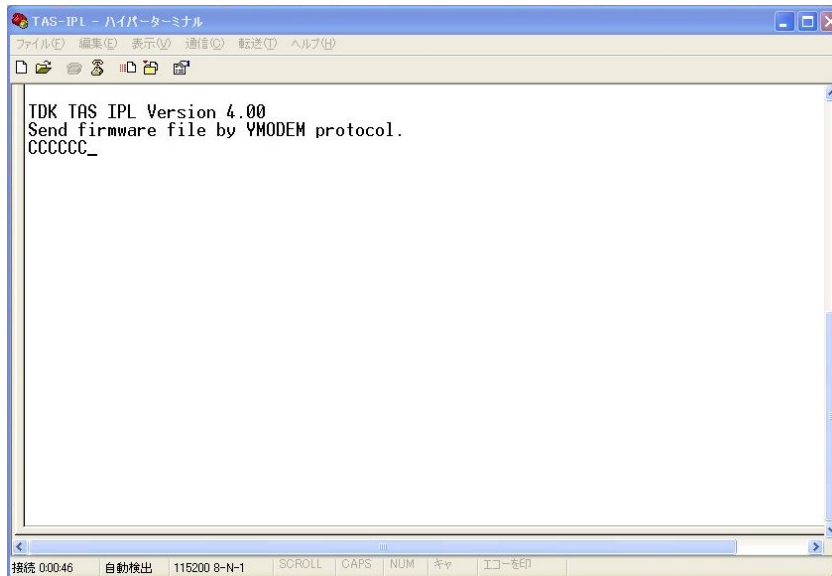 TAS-IPL - ハイパーターミナル
ファイル(F) 編集(E) 表示(V) 通信(C) 転送(T) ヘルプ(H)
TDK TAS IPL Version 4.00
Send firmware file by YMODEM protocol.
CCCCCC_
接続 0:00:46 自動検出 115200 8-N-1 SCROLL CAPS NUM キャ エコーを印